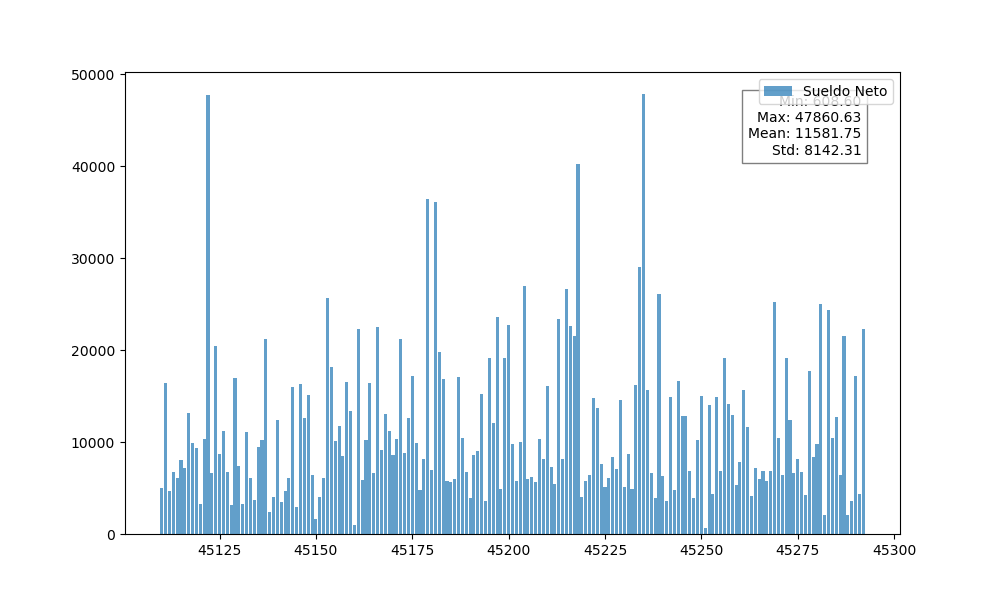 50000
40000
30000
20000
10000
0
Sueldo Neto
Min: 608.60
Max: 47860.63
Mean: 11581.75
Std: 8142.31
45125 45150 45175 45200 45225 45250 45275 45300